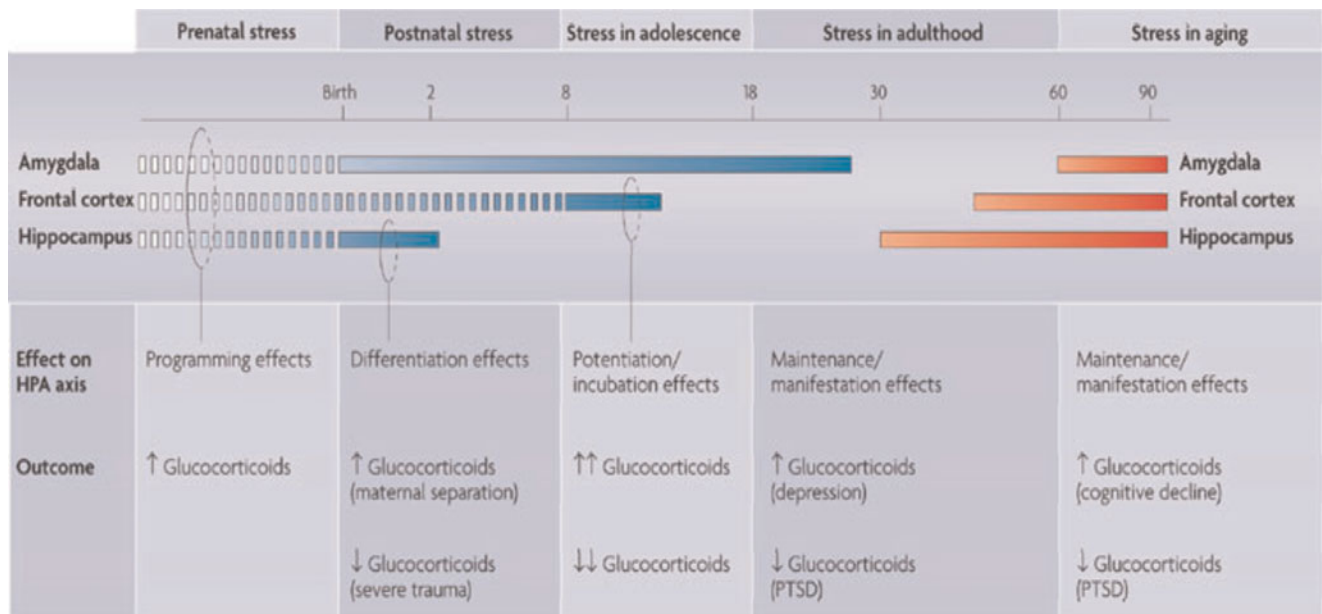 Prenatal stress
Postnatal stress
Stress in adolescence
Stress in adulthood
Stress in aging
Birth
2
8
18
30
60
90
Amygdala
Amygdala
Frontal cortex
Frontal cortex
Hippocampus
Hippocampus
Effect on
HPA axis
Programming effects
Differentiation effects
Potentiation/
incubation effects
Maintenance/
manifestation effects
Maintenance/
manifestation effects
Outcome
↑ Glucocorticoids
↑ Glucocorticoids
(maternal separation)
↑↑ Glucocorticoids
↑ Glucocorticoids
(depression)
↑ Glucocorticoids
(cognitive decline)
↓ Glucocorticoids
(severe trauma)
↓↓ Glucocorticoids
↓ Glucocorticoids
(PTSD)
↓ Glucocorticoids
(PTSD)